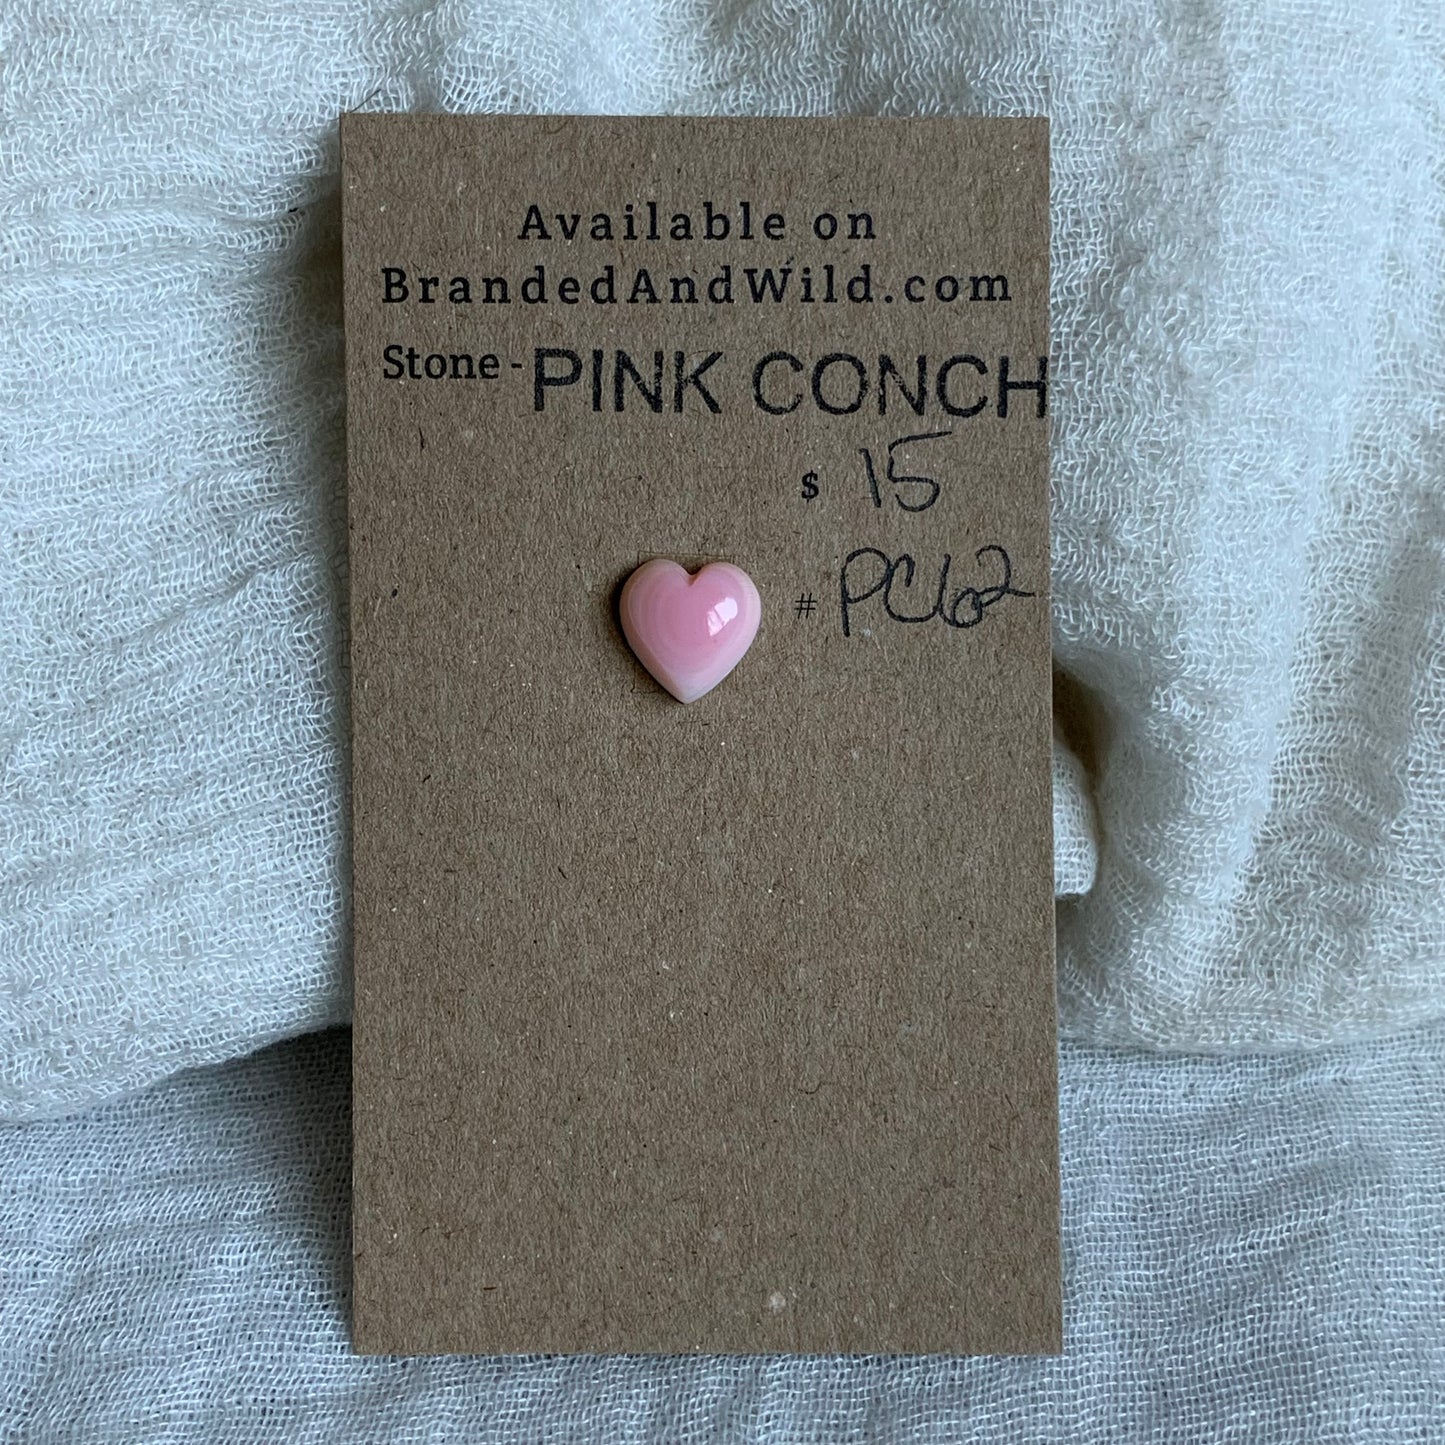 Available on
BrandedAndWild.com
Stone - PINK CONCH
$ 15
# PC62